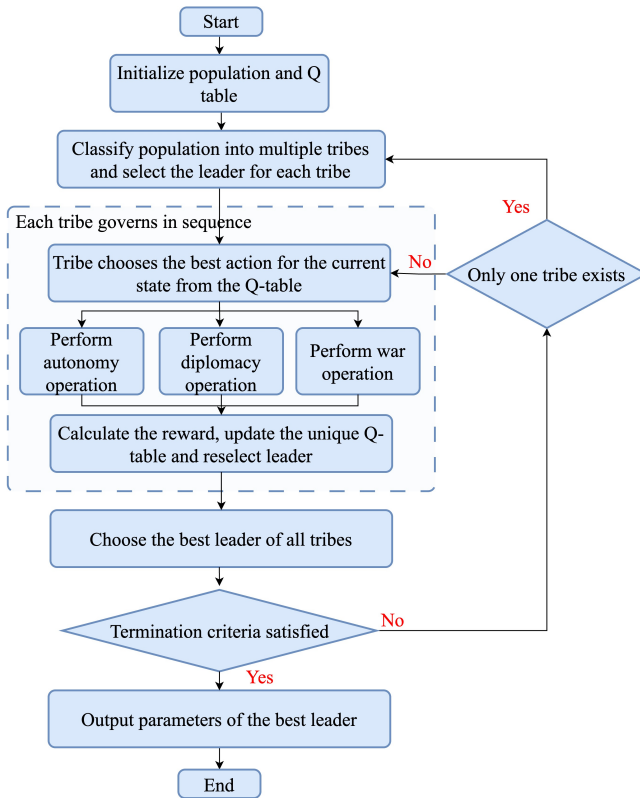 Start
Initialize population and Q
table
Classify population into multiple tribes
and select the leader for each tribe
Yes
Each tribe governs in sequence
Tribe chooses the best action for the current
state from the Q-table
No
Only one tribe exists
Perform
autonomy
operation
Perform
diplomacy
operation
Perform war
operation
Calculate the reward, update the unique Q-
table and reselect leader
Choose the best leader of all tribes
Termination criteria satisfied
No
Yes
Output parameters of the best leader
End